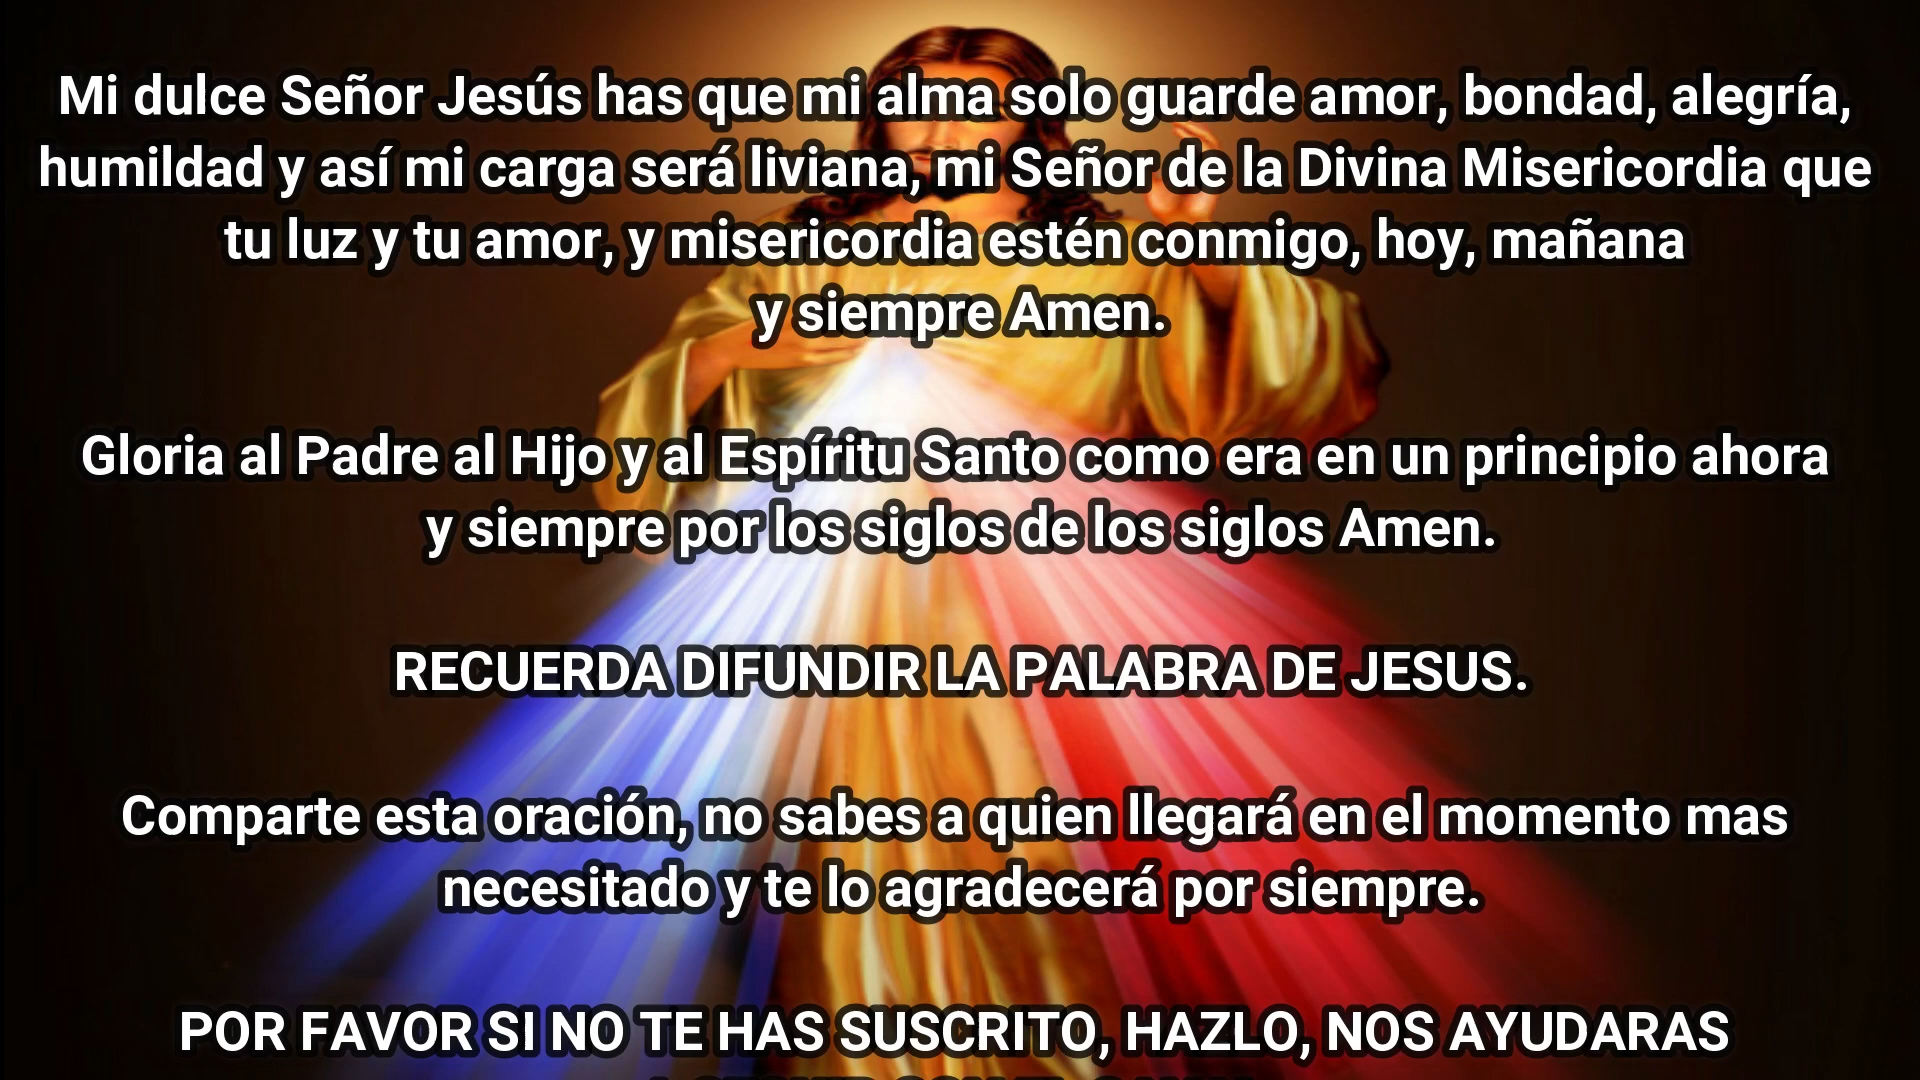 Mi dulce Señor Jesús has que mi alma solo guarde amor, bondad, alegría,
humildad y así mi carga será liviana, mi Señor de la Divina Misericordia que
tu luz y tu amor, y misericordia estén conmigo, hoy, mañana
y siempre Amen.
Gloria al Padre al Hijo y al Espíritu Santo como era en un principio ahora
y siempre por los siglos de los siglos Amen.
RECUERDA DIFUNDIR LA PALABRA DE JESUS.
Comparte esta oración, no sabes a quien llegará en el momento mas
necesitado y te lo agradecerá por siempre.
POR FAVOR SI NO TE HAS SUSCRITO, HAZLO, NOS AYUDARAS